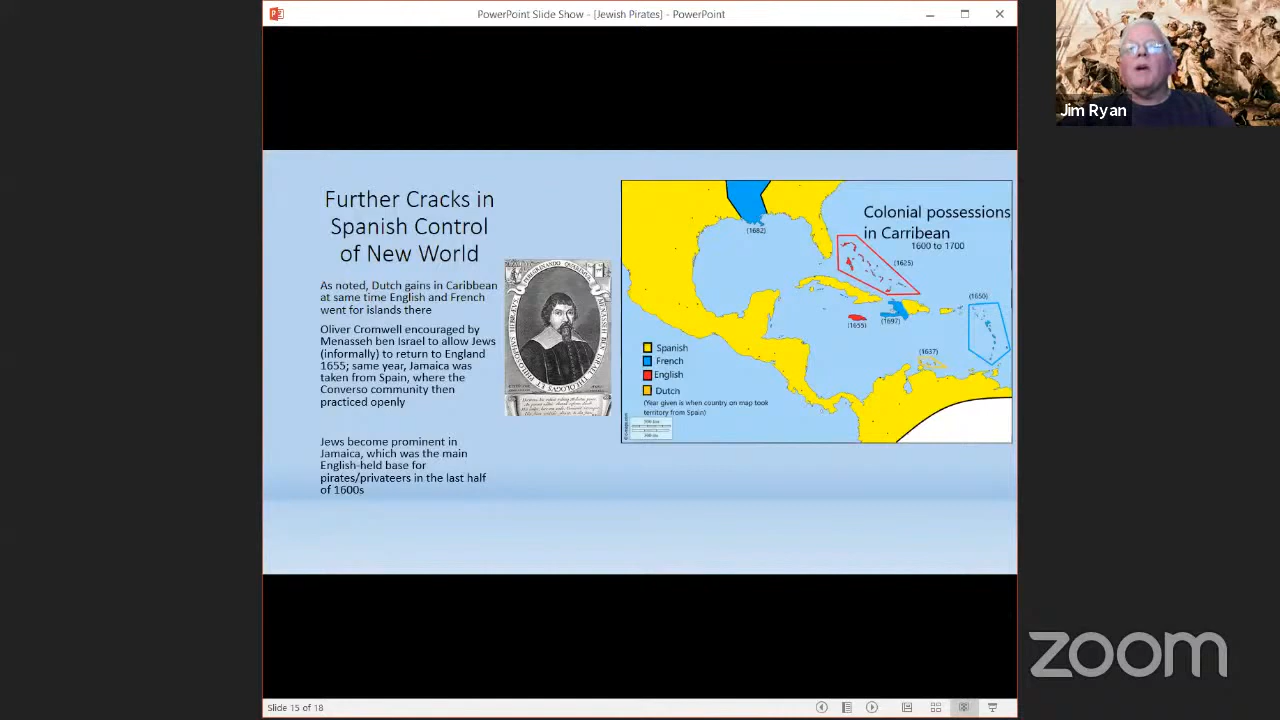 PowerPoint Slide Show - [Jewish Pirates] - PowerPoint
Jim Ryan
Further Cracks in
Spanish Control
of New World
As noted, Dutch gains in Caribbean
at same time English and French
went for islands there
Oliver Cromwell encouraged by
Menasseh ben Israel to allow Jews
(informally) to return to England
1655; same year, Jamaica was
taken from Spain, where the
Converso community then
practiced openly
Jews become prominent in
Jamaica, which was the main
English-held base for
pirates/privateers in the last half
of 1600s
Colonial possessions
in Carribean
1600 to 1700
(1682)
(1625)
(1650)
(1655)
(1697)
(1637)
Spanish
French
English
Dutch
(Year given is when country on map took
territory from Spain)
zoom
Slide 15 of 18